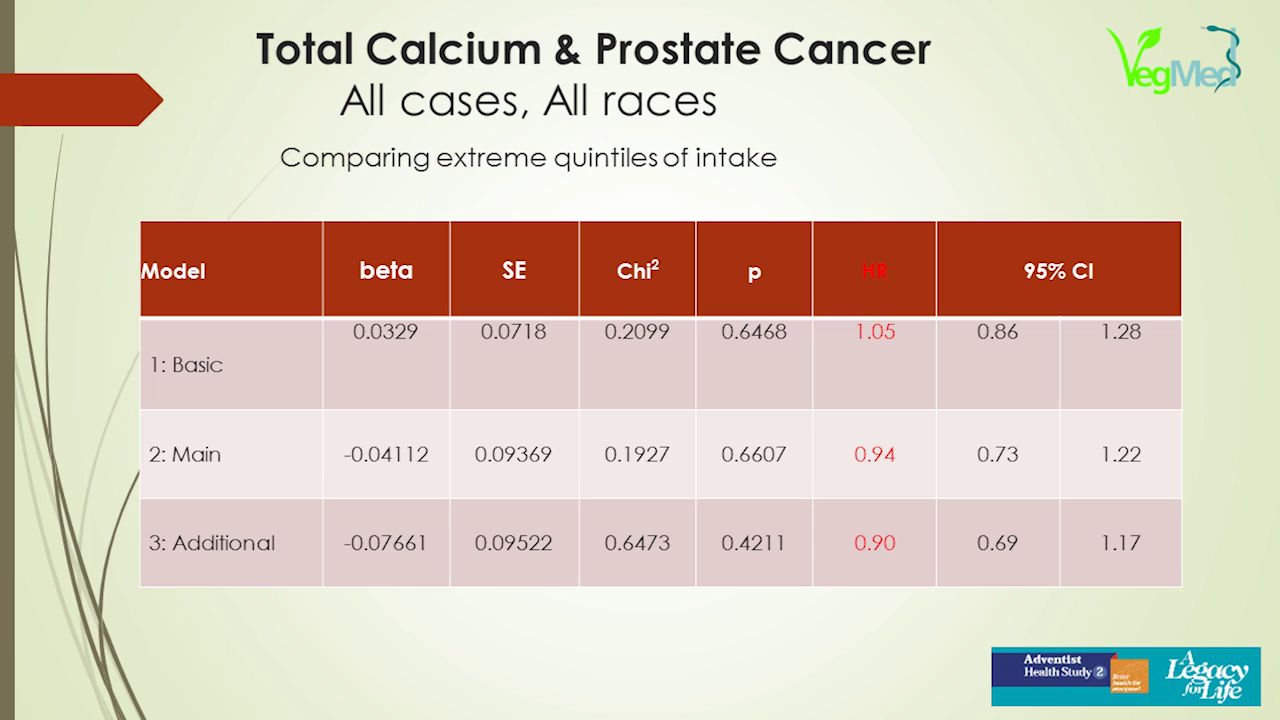 Total Calcium & Prostate Cancer
All cases, All races
Comparing extreme quintiles of intake
VegMed
Model beta SE Chi² p HR 95% CI
1: Basic 0.0329 0.0718 0.2099 0.6468 1.05 0.86 1.28
2: Main -0.04112 0.09369 0.1927 0.6607 0.94 0.73 1.22
3: Additional -0.07661 0.09522 0.6473 0.4211 0.90 0.69 1.17
Adventist
Health Study 2
health for
everyone!
A
Legacy
for Life